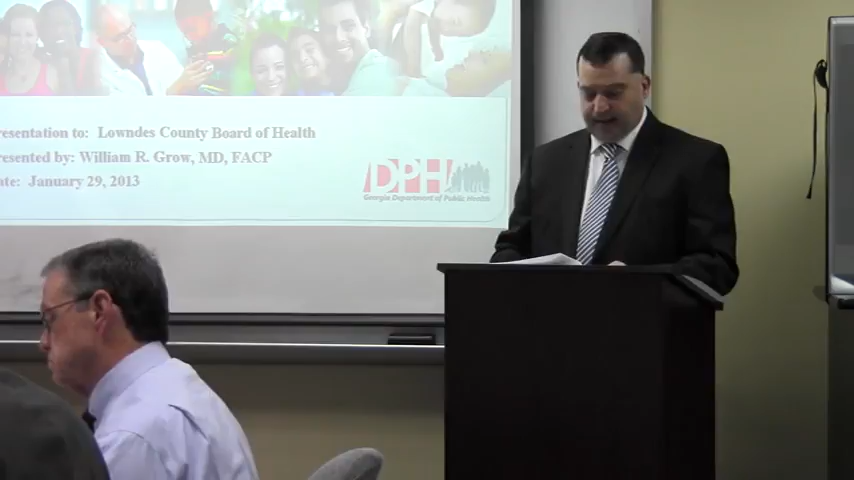 resentation to: Lowndes County Board of Health
resented by: William R. Grow, MD, FACP
ate: January 29, 2013
DPH
Georgia Department of Public Health